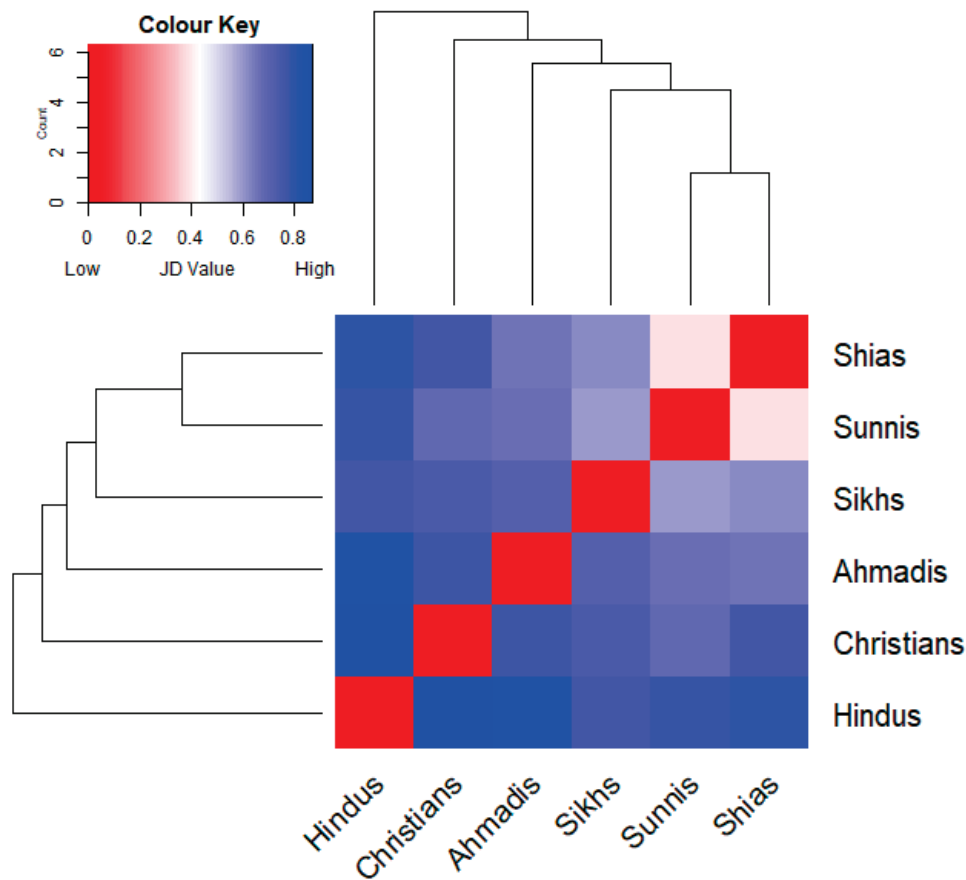 Colour Key
6
4
2
0
Count
0 0.2 0.4 0.6 0.8
Low JD Value High
Shias
Sunnis
Sikhs
Ahmadis
Christians
Hindus
Hindus Christians Ahmadis Sikhs Sunnis Shias